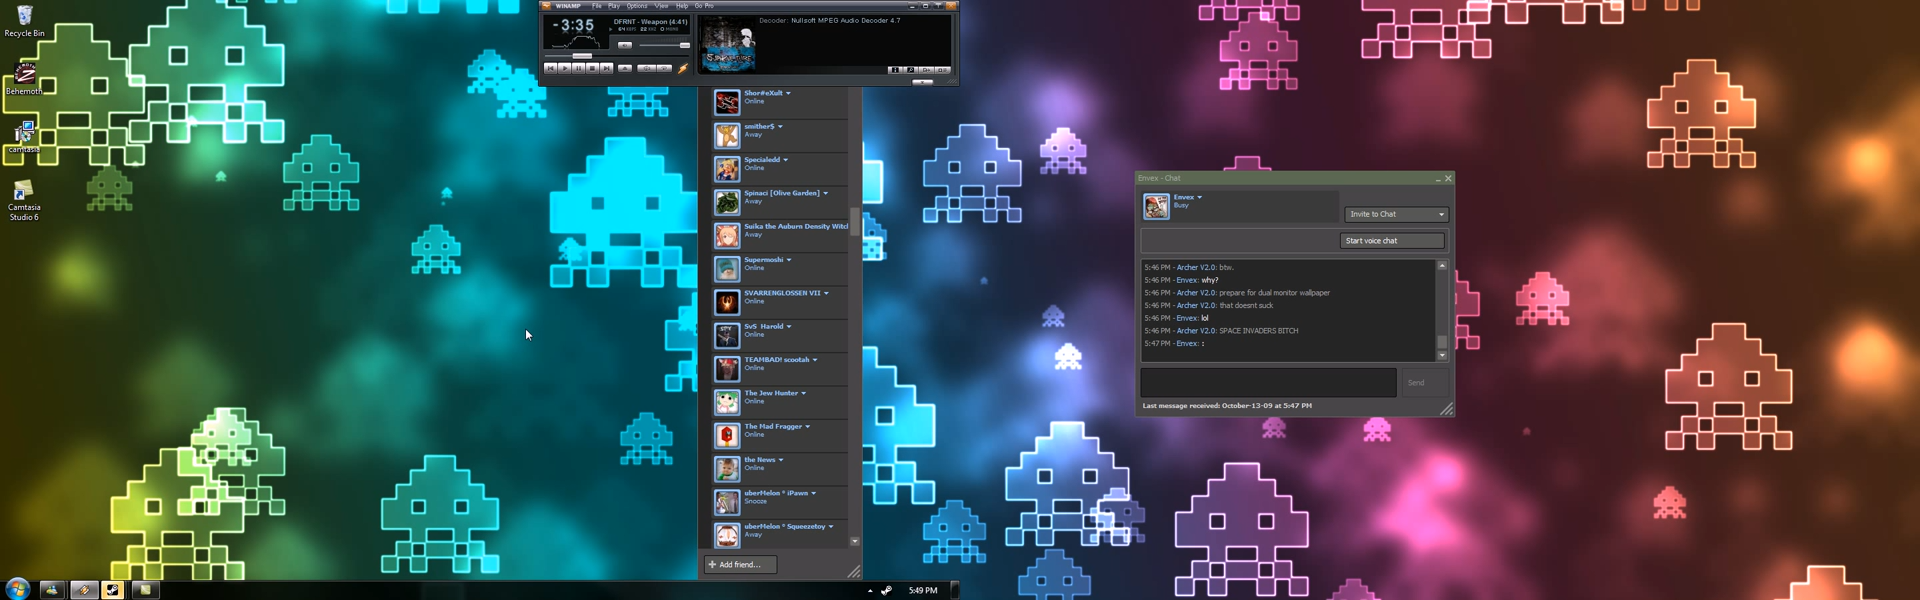 Recycle Bin
Behemoth
camtasia
Camtasia
Studio 6
WINAMP File Play Options View Help Go Pro
- 3:35
DFRNT - Weapon (4:41)
Decoder: Nullsoft MPEG Audio Decoder 4.7
Shor#eXult
Online
smither$
Away
Specialedd
Online
Spinaci [Olive Garden]
Away
Suika the Auburn Density Witch
Away
Supermoshi
Online
SVARRENGLOSSEN VII
Online
SvS Harold
Online
TEAMBAD! scootah
Online
The Jew Hunter
Online
The Mad Fragger
Online
the News
Online
uberMelon * iPawn
Snooze
uberMelon * Squeezetoy
Away
Add friend...
Envex - Chat
Envex
Busy
Invite to Chat
Start voice chat
5:46 PM - Archer V2.0: btw.
5:46 PM - Envex: why?
5:46 PM - Archer V2.0: prepare for dual monitor wallpaper
5:46 PM - Archer V2.0: that doesnt suck
5:46 PM - Envex: lol
5:46 PM - Archer V2.0: SPACE INVADERS BITCH
5:47 PM - Envex: :
Send
Last message received: October-13-09 at 5:47 PM
5:49 PM